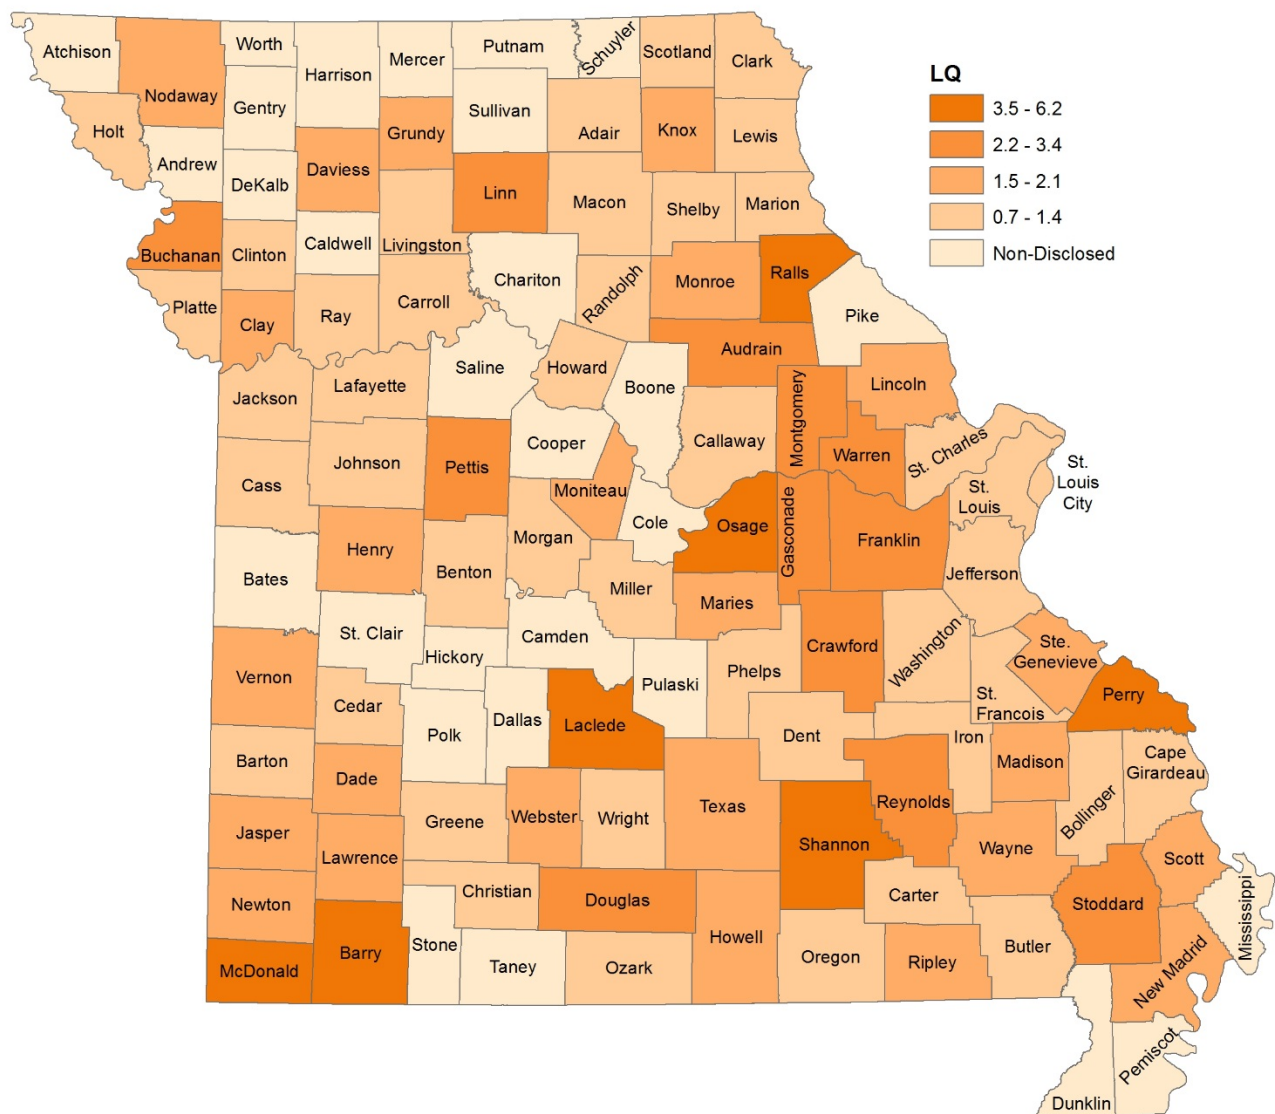 Atchison
Nodaway
Worth
Harrison
Mercer
Putnam
Schuyler
Scotland
Clark
LQ
3.5 - 6.2
2.2 - 3.4
1.5 - 2.1
0.7 - 1.4
Non-Disclosed
Holt
Andrew
Gentry
DeKalb
Daviess
Grundy
Sullivan
Adair
Knox
Lewis
Linn
Macon
Shelby
Marion
Buchanan
Clinton
Caldwell
Livingston
Chariton
Randolph
Monroe
Ralls
Pike
Platte
Clay
Ray
Carroll
Saline
Howard
Boone
Audrain
Montgomery
Lincoln
Jackson
Lafayette
Cooper
Callaway
Warren
St. Charles
St.
Louis
City
St.
Louis
Cass
Johnson
Pettis
Moniteau
Cole
Osage
Gasconade
Franklin
Jefferson
Bates
Henry
Benton
Morgan
Miller
Maries
St. Clair
Hickory
Camden
Pulaski
Phelps
Crawford
Washington
St.
Francois
Ste.
Genevieve
Perry
Vernon
Cedar
Polk
Dallas
Laclede
Dent
Iron
Madison
Bollinger
Cape
Girardeau
Barton
Dade
Greene
Webster
Wright
Texas
Shannon
Reynolds
Wayne
Scott
Mississippi
Jasper
Lawrence
Christian
Douglas
Howell
Carter
Butler
Stoddard
New Madrid
Newton
McDonald
Barry
Stone
Taney
Ozark
Oregon
Ripley
Dunklin
Pemiscot